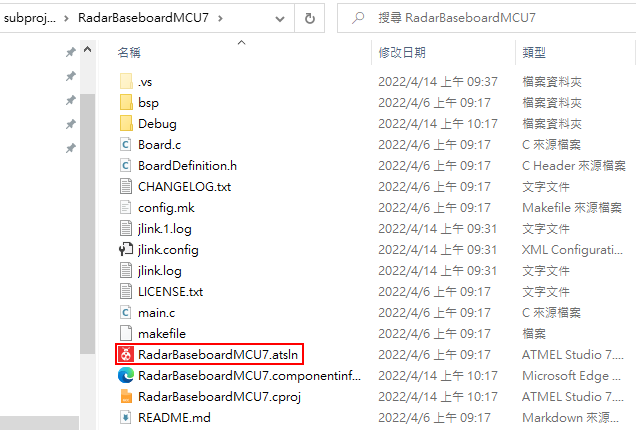 subproj... › RadarBaseboardMCU7 › 搜尋 RadarBaseboardMCU7
名稱 修改日期 類型
.vs 2022/4/14 上午 09:37 檔案資料夾
bsp 2022/4/6 上午 09:17 檔案資料夾
Debug 2022/4/14 上午 10:17 檔案資料夾
Board.c 2022/4/6 上午 09:17 C 來源檔案
BoardDefinition.h 2022/4/6 上午 09:17 C Header 來源檔案
CHANGELOG.txt 2022/4/6 上午 09:17 文字文件
config.mk 2022/4/6 上午 09:17 Makefile 來源檔案
jlink.1.log 2022/4/14 上午 09:31 文字文件
jlink.config 2022/4/14 上午 09:31 XML Configurati...
jlink.log 2022/4/14 上午 09:31 文字文件
LICENSE.txt 2022/4/6 上午 09:17 文字文件
main.c 2022/4/6 上午 09:17 C 來源檔案
makefile 2022/4/6 上午 09:17 檔案
RadarBaseboardMCU7.atsln 2022/4/6 上午 09:17 ATMEL Studio 7....
RadarBaseboardMCU7.componentinf... 2022/4/14 上午 10:17 Microsoft Edge ...
RadarBaseboardMCU7.cproj 2022/4/14 上午 10:17 ATMEL Studio 7....
README.md 2022/4/6 上午 09:17 Markdown 來源檔...